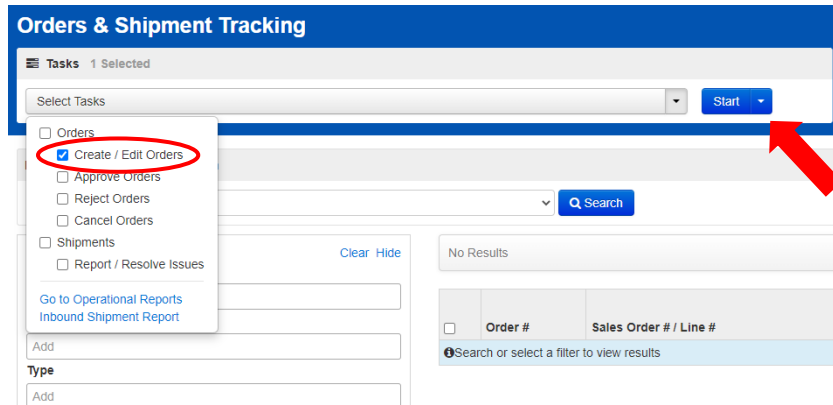 Orders & Shipment Tracking
Tasks 1 Selected
Select Tasks
Start
Orders
Create / Edit Orders
Approve Orders
Reject Orders
Cancel Orders
Shipments
Report / Resolve Issues
Go to Operational Reports
Inbound Shipment Report
Search
Clear Hide
No Results
Order # Sales Order # / Line #
Search or select a filter to view results
Add
Type
Add